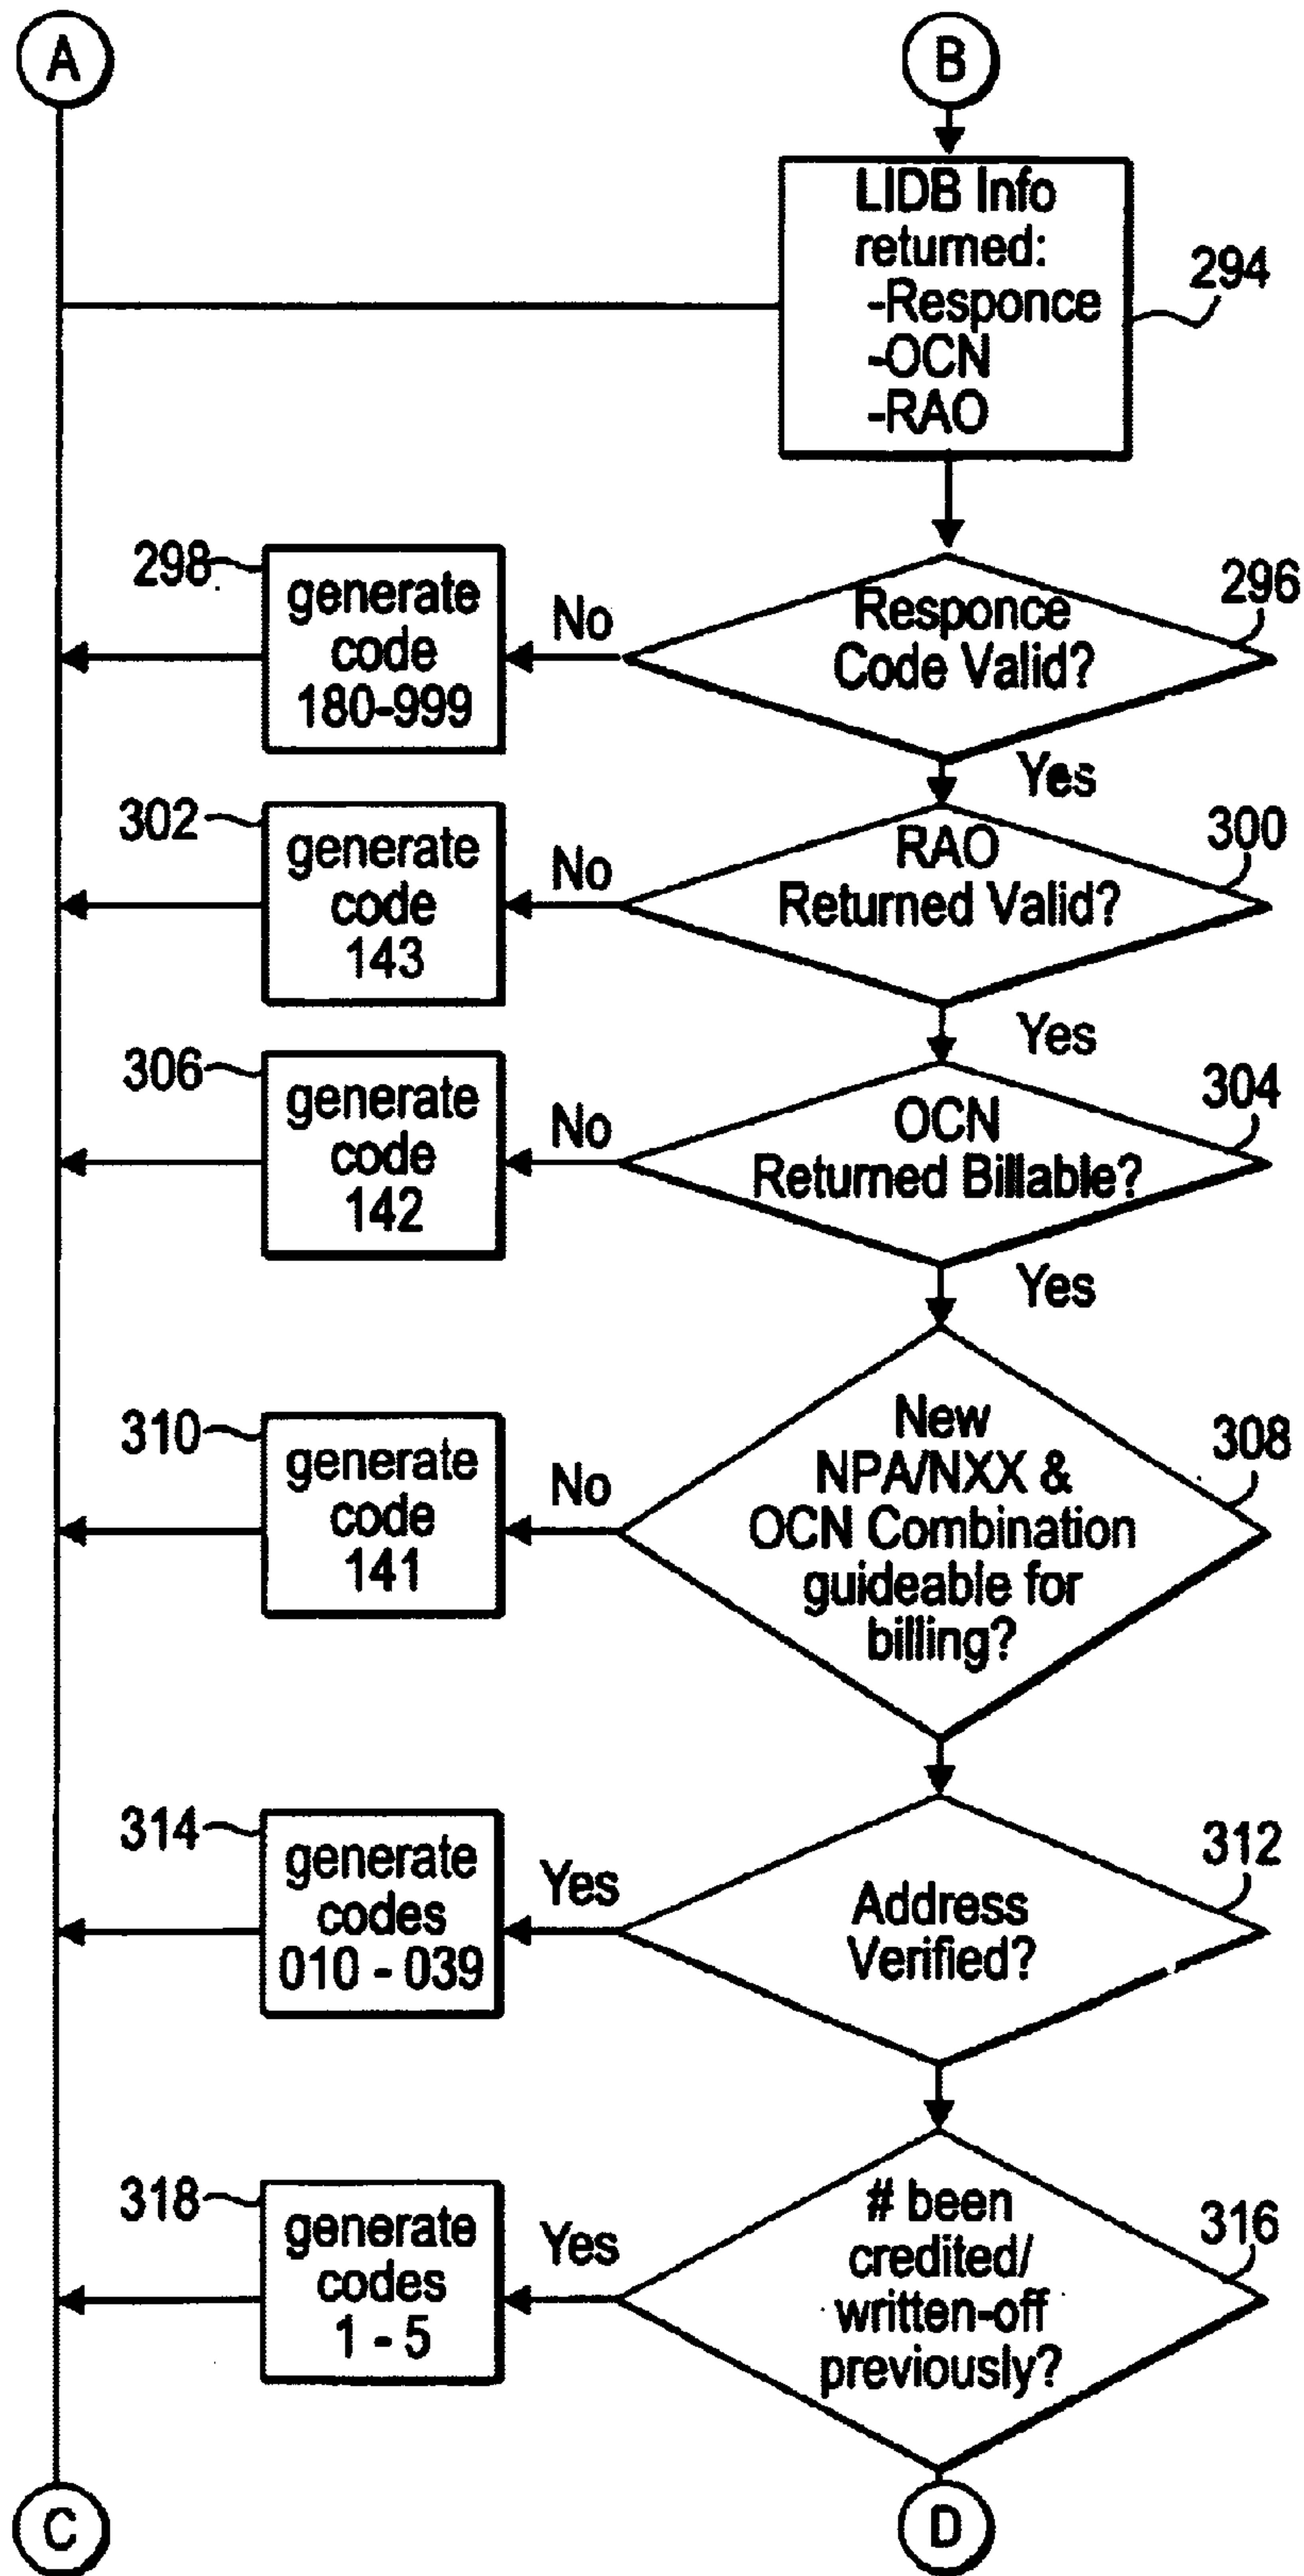 A
B
LIDB Info
returned:
-Responce
-OCN
-RAO
294
298
generate
code
180-999
No
Responce
Code Valid?
296
Yes
302
generate
code
143
No
RAO
Returned Valid?
300
Yes
306
generate
code
142
No
OCN
Returned Billable?
304
Yes
310
generate
code
141
No
New
NPA/NXX &
OCN Combination
guideable for
billing?
308
314
generate
codes
010 - 039
Yes
Address
Verified?
312
318
generate
codes
1 - 5
Yes
# been
credited/
written-off
previously?
316
C
D